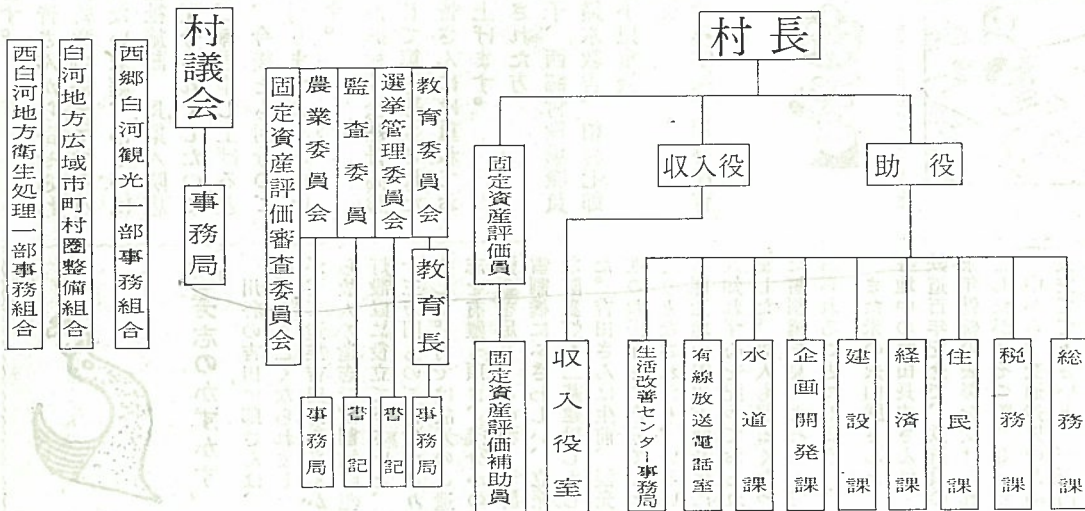 村長
助役
総務課
税務課
住民課
経済課
建設課
企画開発課
水道課
有線放送電話室
生活改善センター事務局
収入役
収入役室
固定資産評価員
固定資産評価補助員
教育委員会
教育長
事務局
選挙管理委員会
書記
監査委員
書記
農業委員会
事務局
固定資産評価審査委員会
村議会
事務局
西郷白河観光一部事務組合
白河地方広域市町村圏整備組合
西白河地方衛生処理一部事務組合